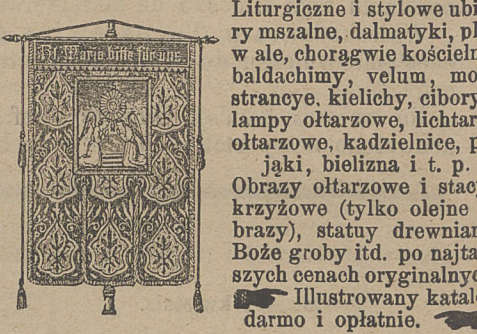 St. Maria bitte für uns
Liturgiczne i stylowe ubi
ry mszalne, dalmatyki, pl
w ale, chorągwie kościeln
baldachimy, velum, mo
strancye, kielichy, cibory
lampy ołtarzowe, lichtar
ołtarzowe, kadzielnice, p
jąki, bielizna i t. p.
Obrazy ołtarzowe i stacy
krzyżowe (tylko olejne
brazy), statuy drewnian
Boże groby itd. po najta
szych cenach oryginalnyc
Illustrowany katal
darmo i opłatnie.